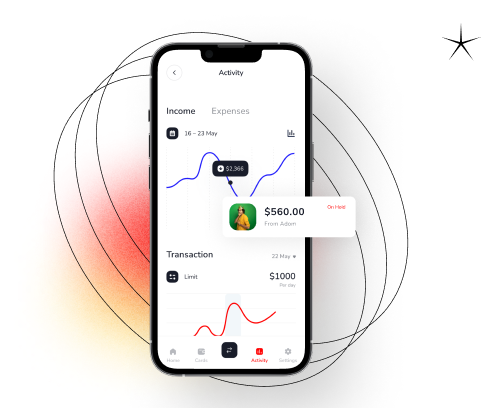 Activity
Income Expenses
16 – 23 May
$2,366
$560.00
On Hold
From Adom
Transaction
22 May
Limit
$1000
Per day
Home Cards Activity Settings